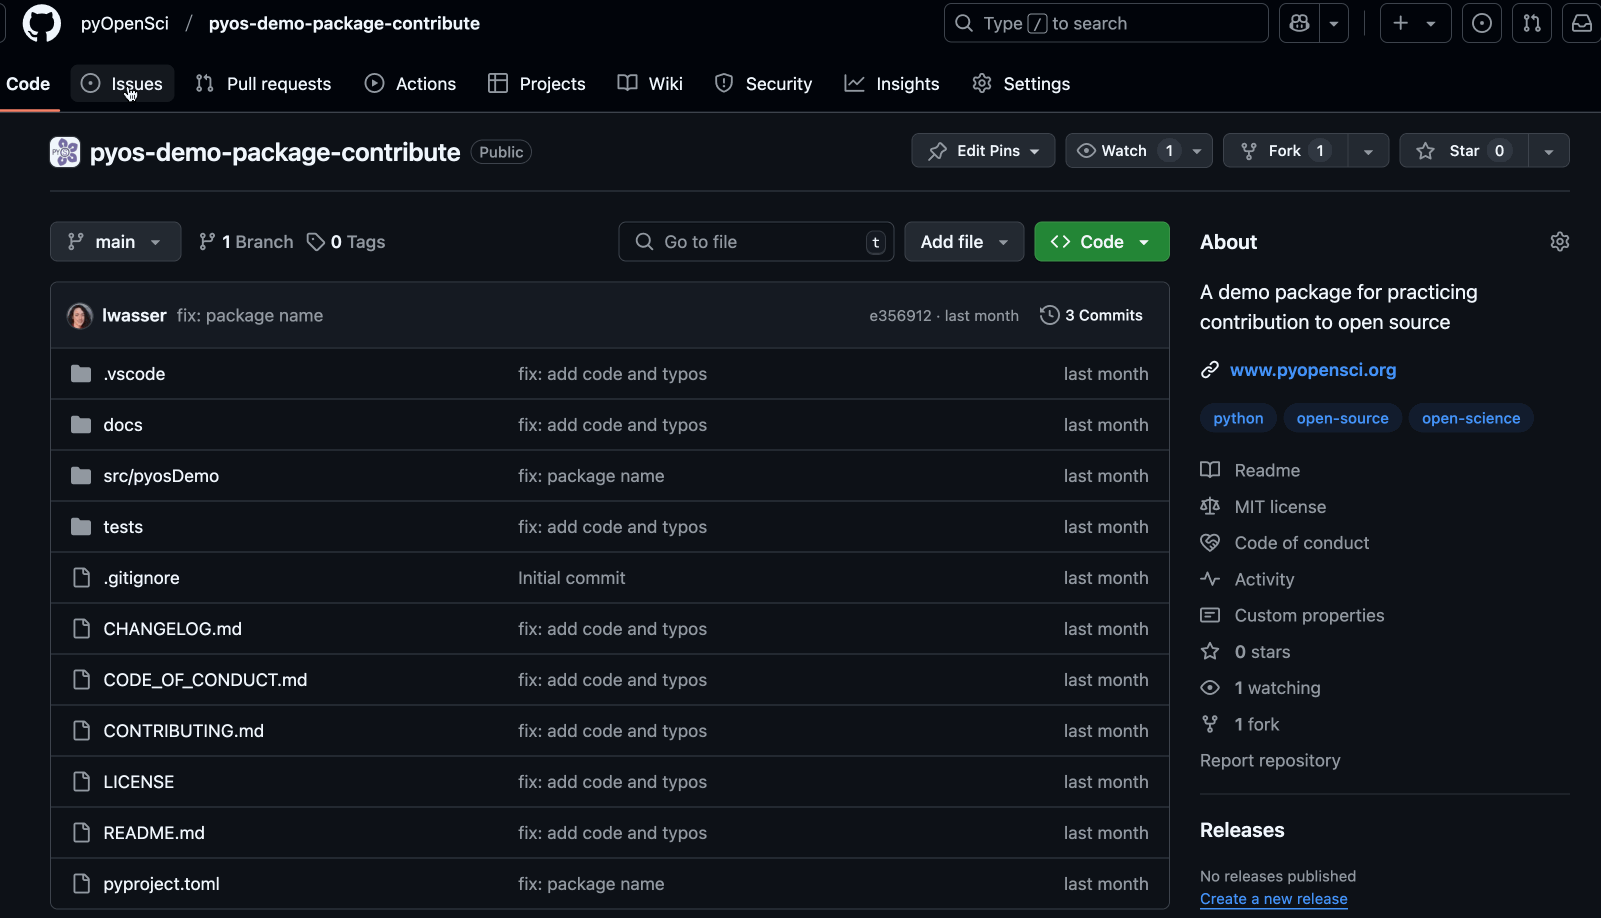 pyOpenSci / pyos-demo-package-contribute
Type / to search
Code Issues Pull requests Actions Projects Wiki Security Insights Settings
pyos-demo-package-contribute Public
Edit Pins Watch 1 Fork 1 Star 0
main 1 Branch 0 Tags
Go to file t Add file <> Code
lwasser fix: package name e356912 · last month 3 Commits
.vscode fix: add code and typos last month
docs fix: add code and typos last month
src/pyosDemo fix: package name last month
tests fix: add code and typos last month
.gitignore Initial commit last month
CHANGELOG.md fix: add code and typos last month
CODE_OF_CONDUCT.md fix: add code and typos last month
CONTRIBUTING.md fix: add code and typos last month
LICENSE fix: add code and typos last month
README.md fix: add code and typos last month
pyproject.toml fix: package name last month
About
A demo package for practicing
contribution to open source
www.pyopensci.org
python open-source open-science
Readme
MIT license
Code of conduct
Activity
Custom properties
0 stars
1 watching
1 fork
Report repository
Releases
No releases published
Create a new release